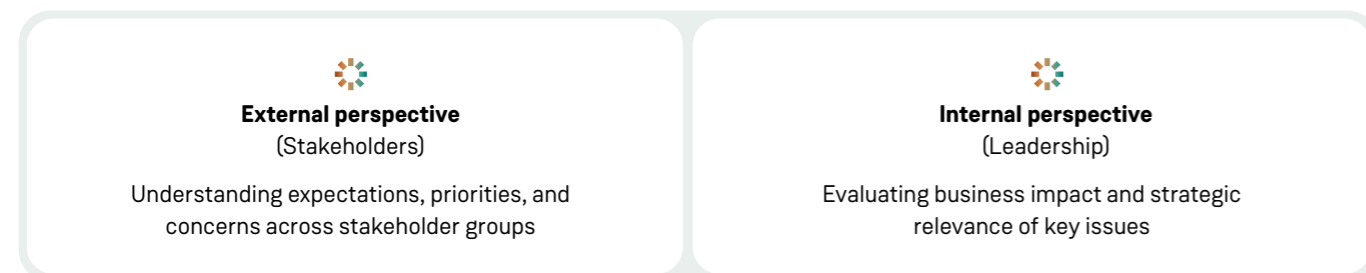 External perspective
(Stakeholders)
Understanding expectations, priorities, and
concerns across stakeholder groups
Internal perspective
(Leadership)
Evaluating business impact and strategic
relevance of key issues